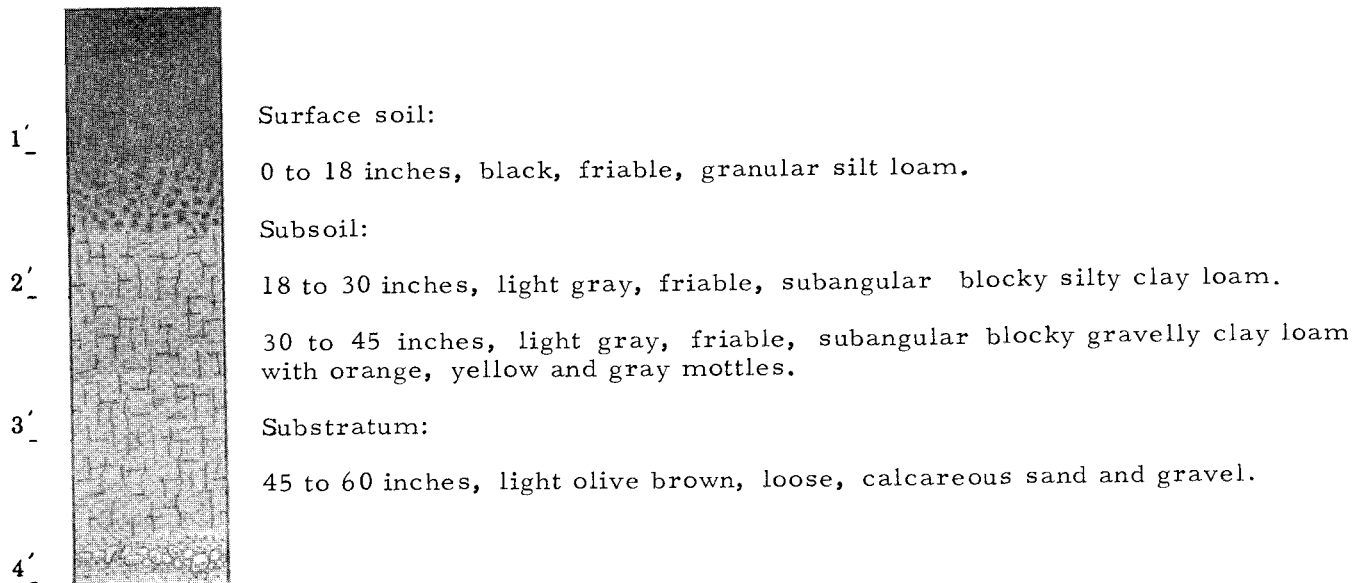 Surface soil:
1'
0 to 18 inches, black, friable, granular silt loam.
Subsoil:
2'
18 to 30 inches, light gray, friable, subangular blocky silty clay loam.
30 to 45 inches, light gray, friable, subangular blocky gravelly clay loam
with orange, yellow and gray mottles.
3'
Substratum:
45 to 60 inches, light olive brown, loose, calcareous sand and gravel.
4'